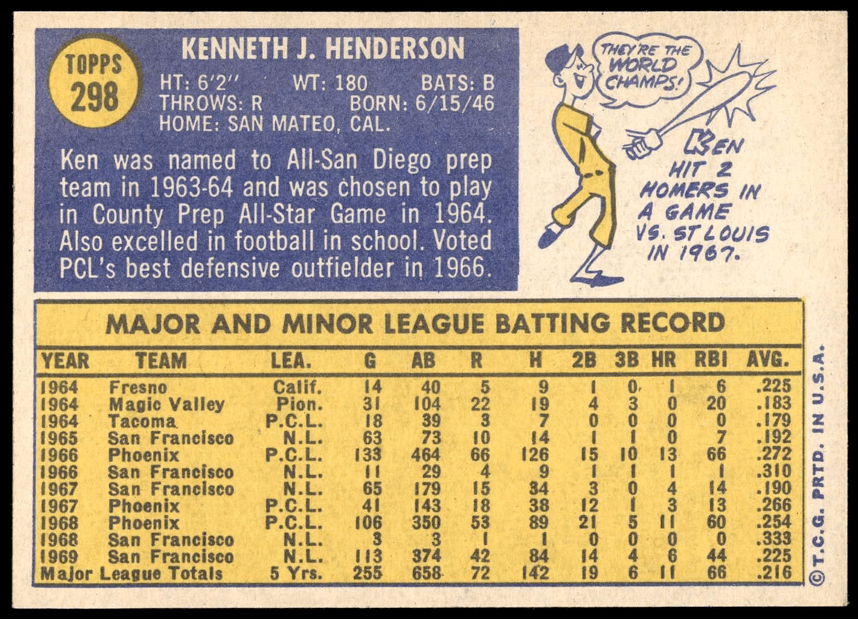 TOPPS
298
KENNETH J. HENDERSON
HT: 6'2" WT: 180 BATS: B
THROWS: R BORN: 6/15/46
HOME: SAN MATEO, CAL.
Ken was named to All-San Diego prep
team in 1963-64 and was chosen to play
in County Prep All-Star Game in 1964.
Also excelled in football in school. Voted
PCL's best defensive outfielder in 1966.
THEY'RE THE
WORLD
CHAMPS!
KEN
HIT 2
HOMERS IN
A GAME
VS. ST LOUIS
IN 1967.
MAJOR AND MINOR LEAGUE BATTING RECORD
YEAR TEAM LEA. G AB R H 2B 3B HR RBI AVG.
1964 Fresno Calif. 14 40 5 9 1 0 1 6 .225
1964 Magic Valley Pion. 31 104 22 19 4 3 0 20 .183
1964 Tacoma P.C.L. 18 39 3 7 0 0 0 0 .179
1965 San Francisco N.L. 63 73 10 14 1 1 0 7 .192
1966 Phoenix P.C.L. 133 464 66 126 15 10 13 66 .272
1966 San Francisco N.L. 11 29 4 9 1 1 1 1 .310
1967 San Francisco N.L. 65 179 15 34 3 0 4 14 .190
1967 Phoenix P.C.L. 41 143 18 38 12 1 3 13 .266
1968 Phoenix P.C.L. 106 350 53 89 21 5 11 60 .254
1968 San Francisco N.L. 3 3 1 1 0 0 0 0 .333
1969 San Francisco N.L. 113 374 42 84 14 4 6 44 .225
Major League Totals 5 Yrs. 255 658 72 142 19 6 11 66 .216
© T.C.G. PRTD. IN U.S.A.